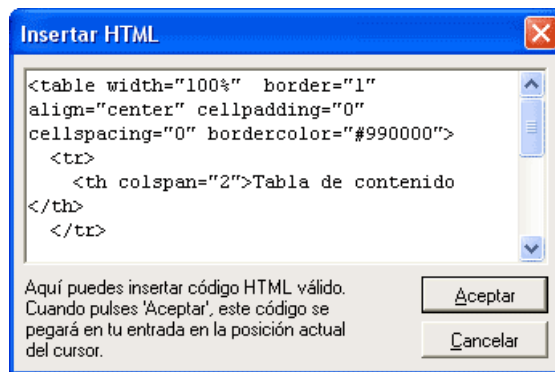 Insertar HTML
<table width="100%"  border="1"
align="center" cellpadding="0"
cellspacing="0" bordercolor="#990000">
  <tr>
    <th colspan="2">Tabla de contenido
</th>
  </tr>
Aquí puedes insertar código HTML válido.
Cuando pulses 'Aceptar', este código se
pegará en tu entrada en la posición actual
del cursor.
Aceptar
Cancelar